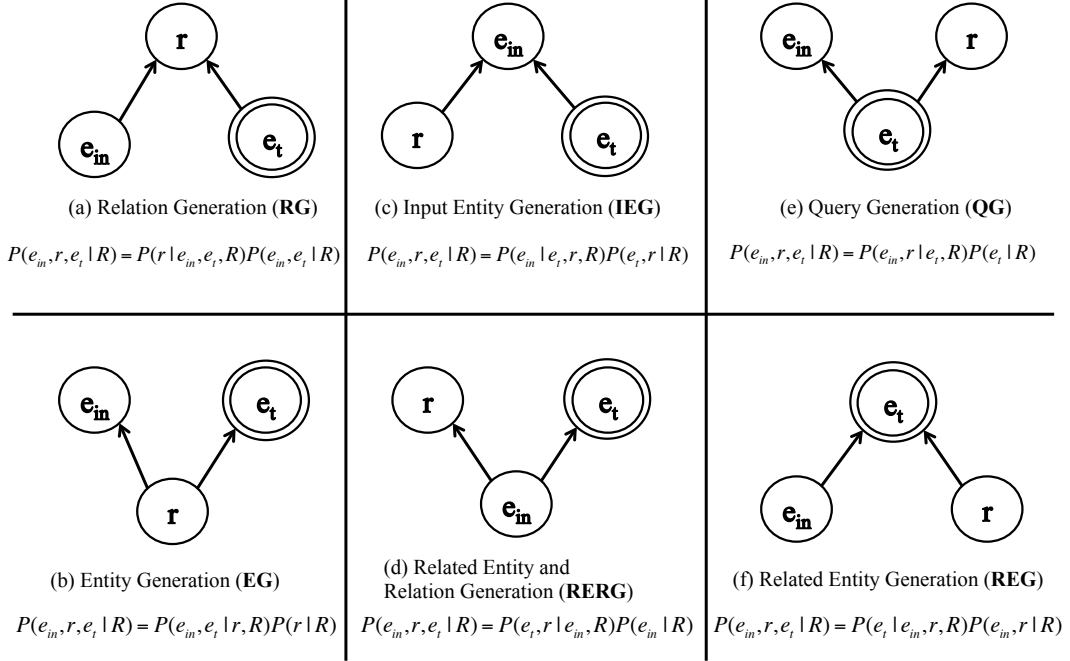 r
e_in
e_t
(a) Relation Generation (RG)
P(e_in, r, e_t | R) = P(r | e_in, e_t, R)P(e_in, e_t | R)
e_in
r
e_t
(c) Input Entity Generation (IEG)
P(e_in, r, e_t | R) = P(e_in | e_t, r, R)P(e_t, r | R)
e_in
r
e_t
(e) Query Generation (QG)
P(e_in, r, e_t | R) = P(e_in, r | e_t, R)P(e_t | R)
e_in
e_t
r
(b) Entity Generation (EG)
P(e_in, r, e_t | R) = P(e_in, e_t | r, R)P(r | R)
r
e_t
e_in
(d) Related Entity and
Relation Generation (RERG)
P(e_in, r, e_t | R) = P(e_t, r | e_in, R)P(e_in | R)
e_t
e_in
r
(f) Related Entity Generation (REG)
P(e_in, r, e_t | R) = P(e_t | e_in, r, R)P(e_in, r | R)